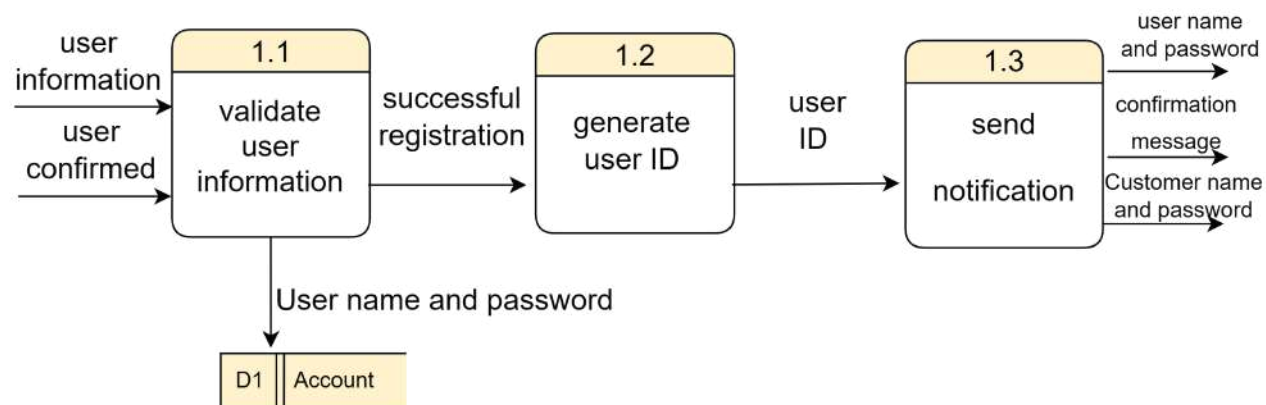 user
information
user
confirmed
1.1
validate
user
information
successful
registration
1.2
generate
user ID
user
ID
1.3
send
notification
user name
and password
confirmation
message
Customer name
and password
User name and password
D1
Account